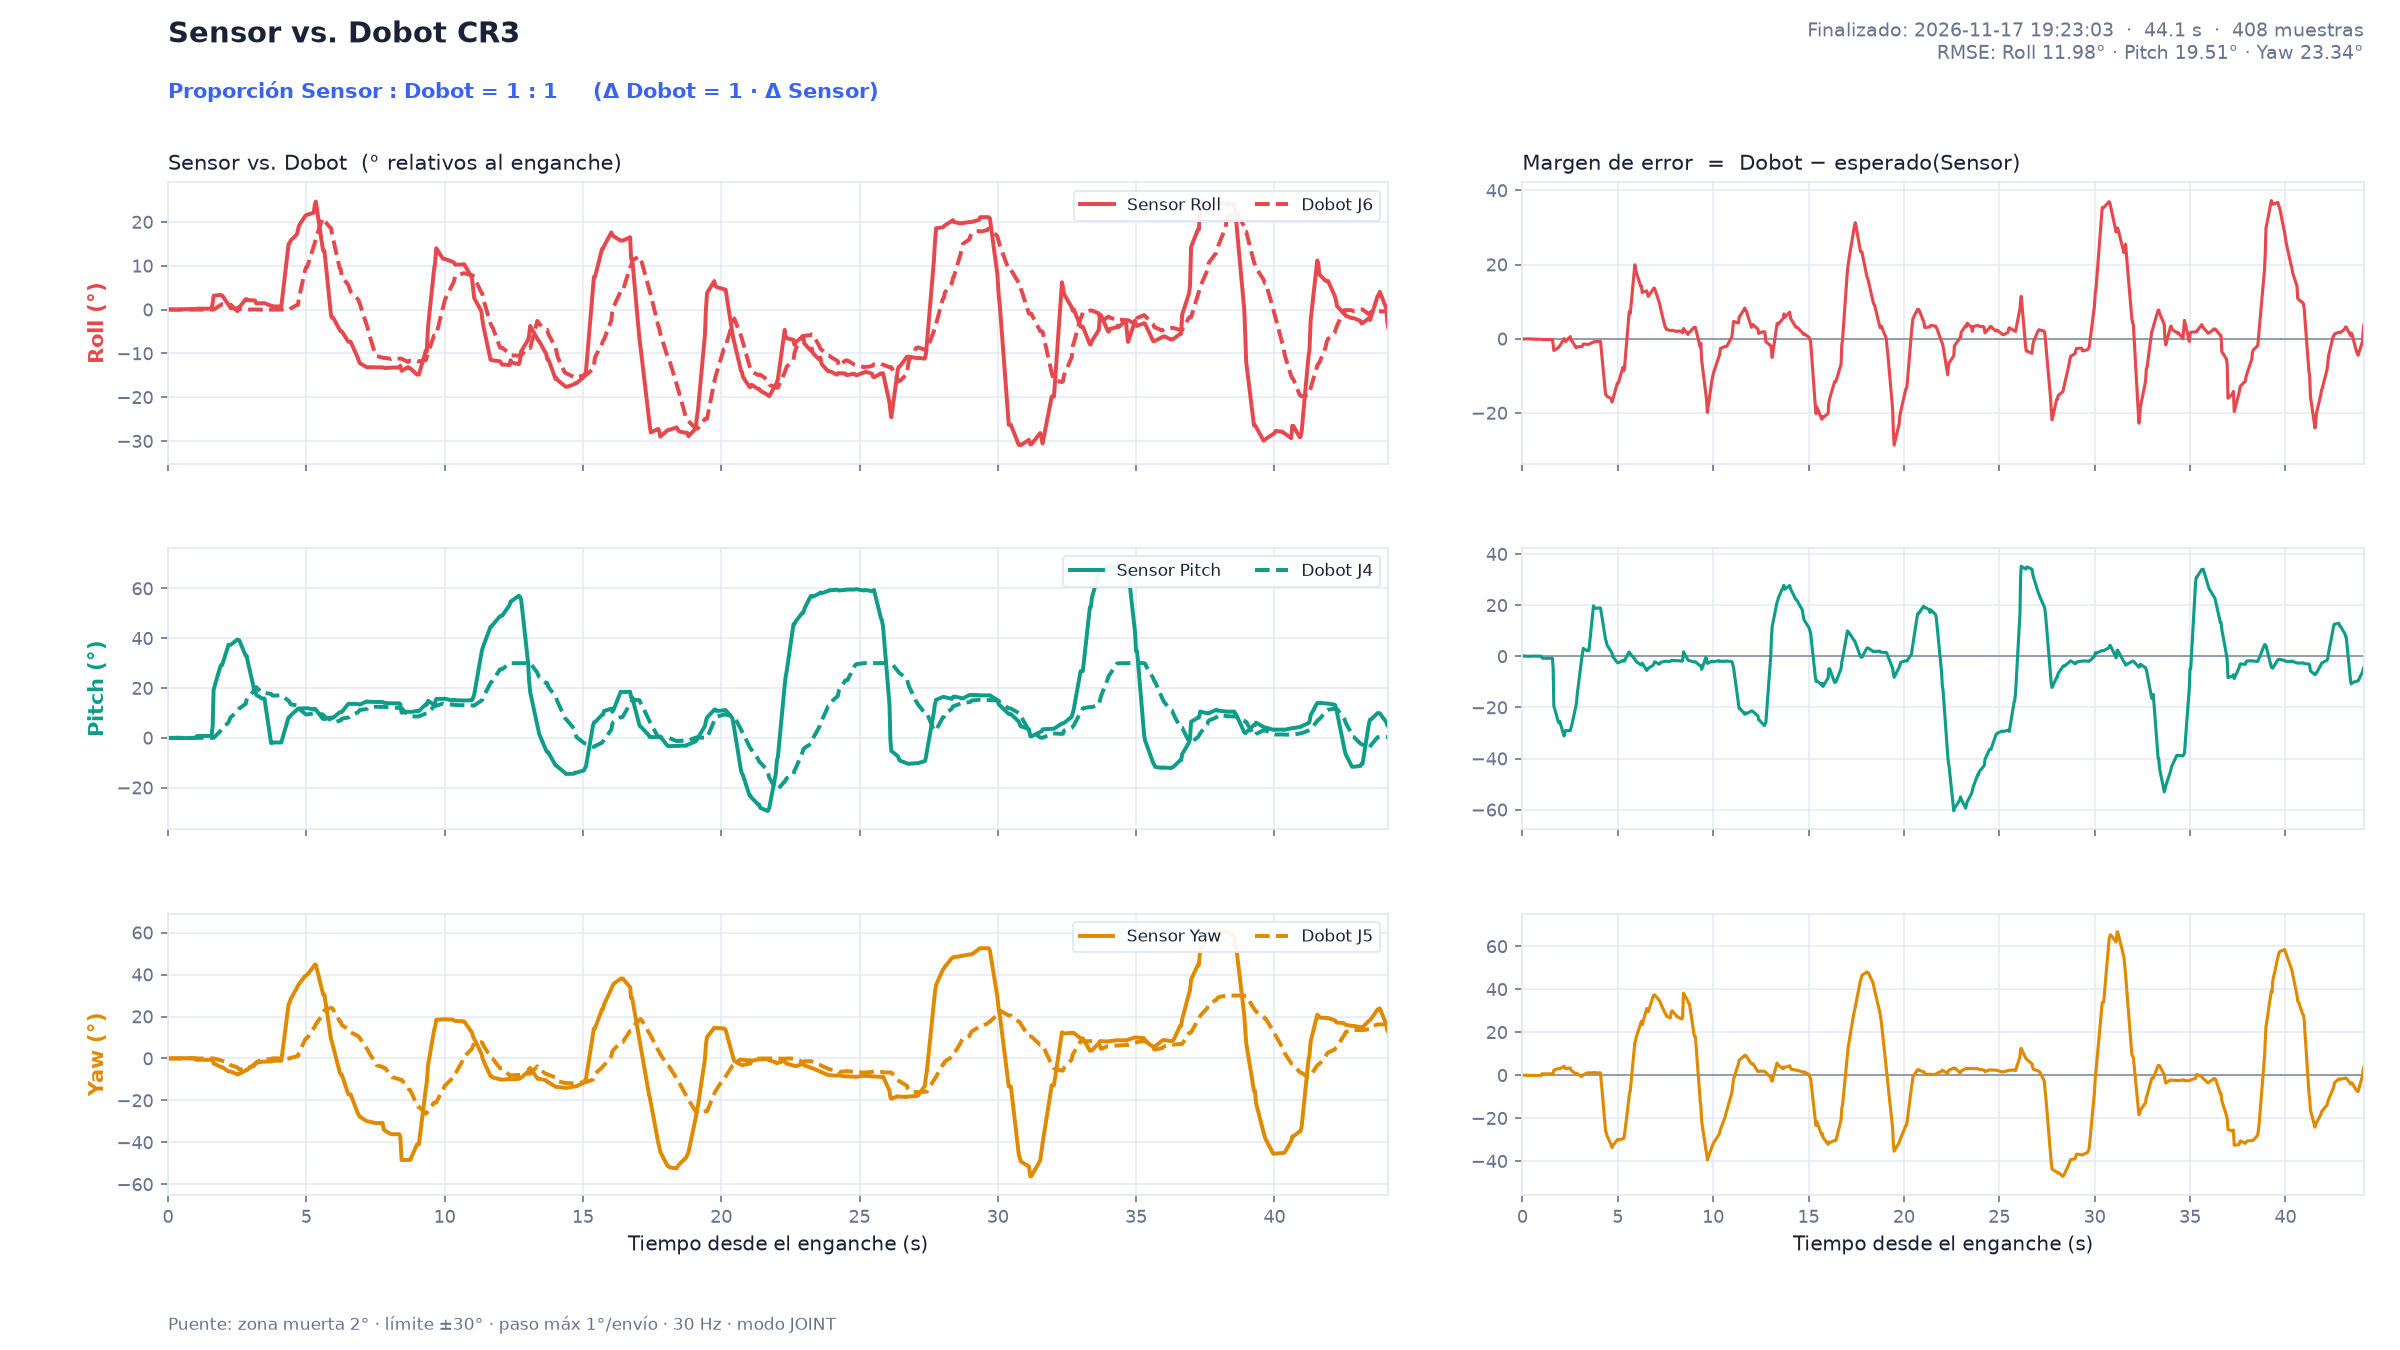 Sensor vs. Dobot CR3
Finalizado: 2026-11-17 19:23:03 · 44.1 s · 408 muestras
RMSE: Roll 11.98° · Pitch 19.51° · Yaw 23.34°
Proporción Sensor : Dobot = 1 : 1 (Δ Dobot = 1 · Δ Sensor)
Sensor vs. Dobot (° relativos al enganche)
Sensor Roll Dobot J6
Roll (°)
20
10
0
−10
−20
−30
Margen de error = Dobot − esperado(Sensor)
40
20
0
−20
Sensor Pitch Dobot J4
Pitch (°)
60
40
20
0
−20
40
20
0
−20
−40
−60
Sensor Yaw Dobot J5
Yaw (°)
60
40
20
0
−20
−40
−60
0 5 10 15 20 25 30 35 40
Tiempo desde el enganche (s)
60
40
20
0
−20
−40
0 5 10 15 20 25 30 35 40
Tiempo desde el enganche (s)
Puente: zona muerta 2° · límite ±30° · paso máx 1°/envío · 30 Hz · modo JOINT